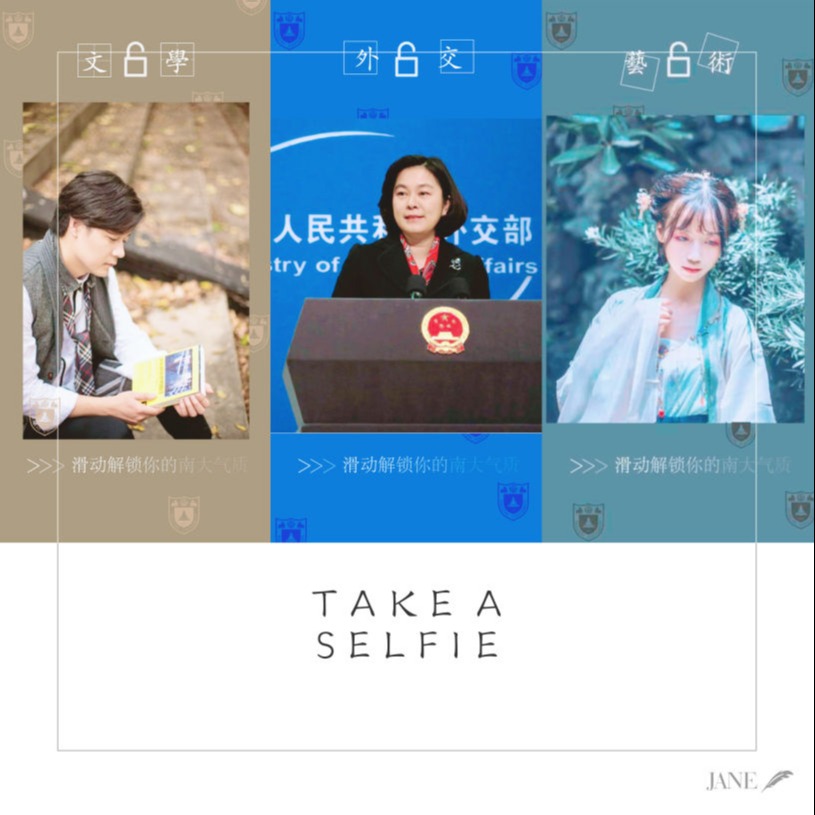 文學
外交
藝術
人民共和 外交部
stry of ffairs
>>> 滑动解锁你的南大气质
>>> 滑动解锁你的南大气质
>>> 滑动解锁你的南大气质
TAKE A
SELFIE
JANE